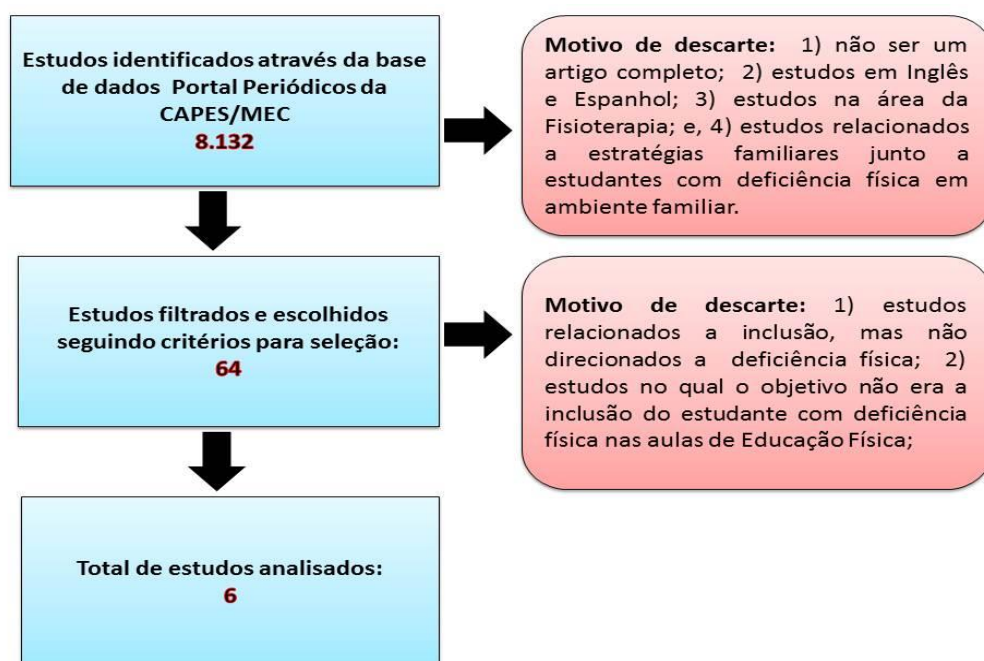 Estudos identificados através da base
de dados Portal Periódicos da
CAPES/MEC
8.132
Motivo de descarte: 1) não ser um
artigo completo; 2) estudos em Inglês
e Espanhol; 3) estudos na área da
Fisioterapia; e, 4) estudos relacionados
a estratégias familiares junto a
estudantes com deficiência física em
ambiente familiar.
Estudos filtrados e escolhidos
seguindo critérios para seleção:
64
Motivo de descarte: 1) estudos
relacionados a inclusão, mas não
direcionados a deficiência física; 2)
estudos no qual o objetivo não era a
inclusão do estudante com deficiência
física nas aulas de Educação Física;
Total de estudos analisados:
6